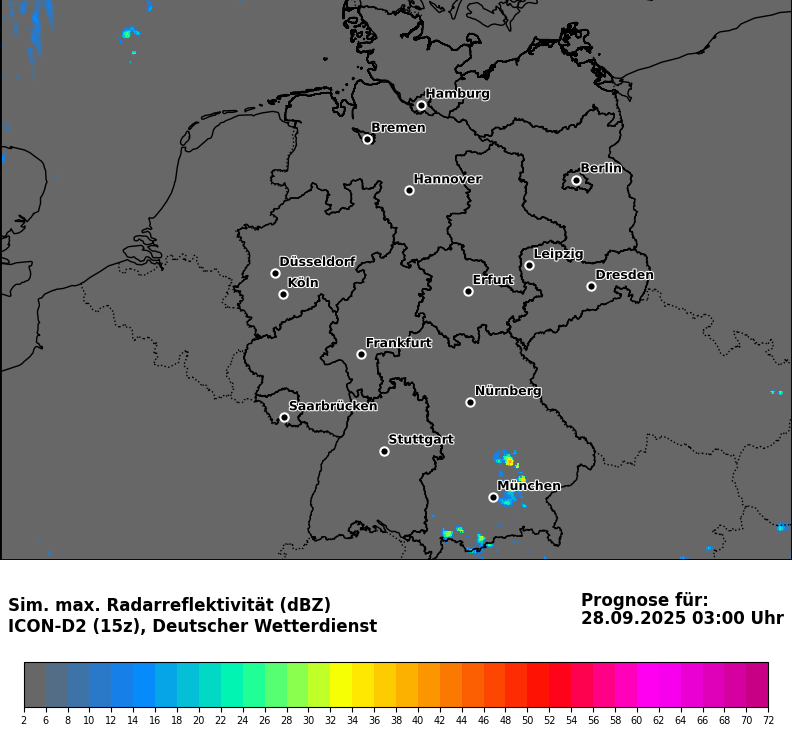 Hamburg
Bremen
Berlin
Hannover
Leipzig
Düsseldorf
Dresden
Köln
Erfurt
Frankfurt
Nürnberg
Saarbrücken
Stuttgart
München
Sim. max. Radarreflektivität (dBZ)
ICON-D2 (15z), Deutscher Wetterdienst
Prognose für:
28.09.2025 03:00 Uhr
2 6 8 10 12 14 16 18 20 22 24 26 28 30 32 34 36 38 40 42 44 46 48 50 52 54 56 58 60 62 64 66 68 70 72